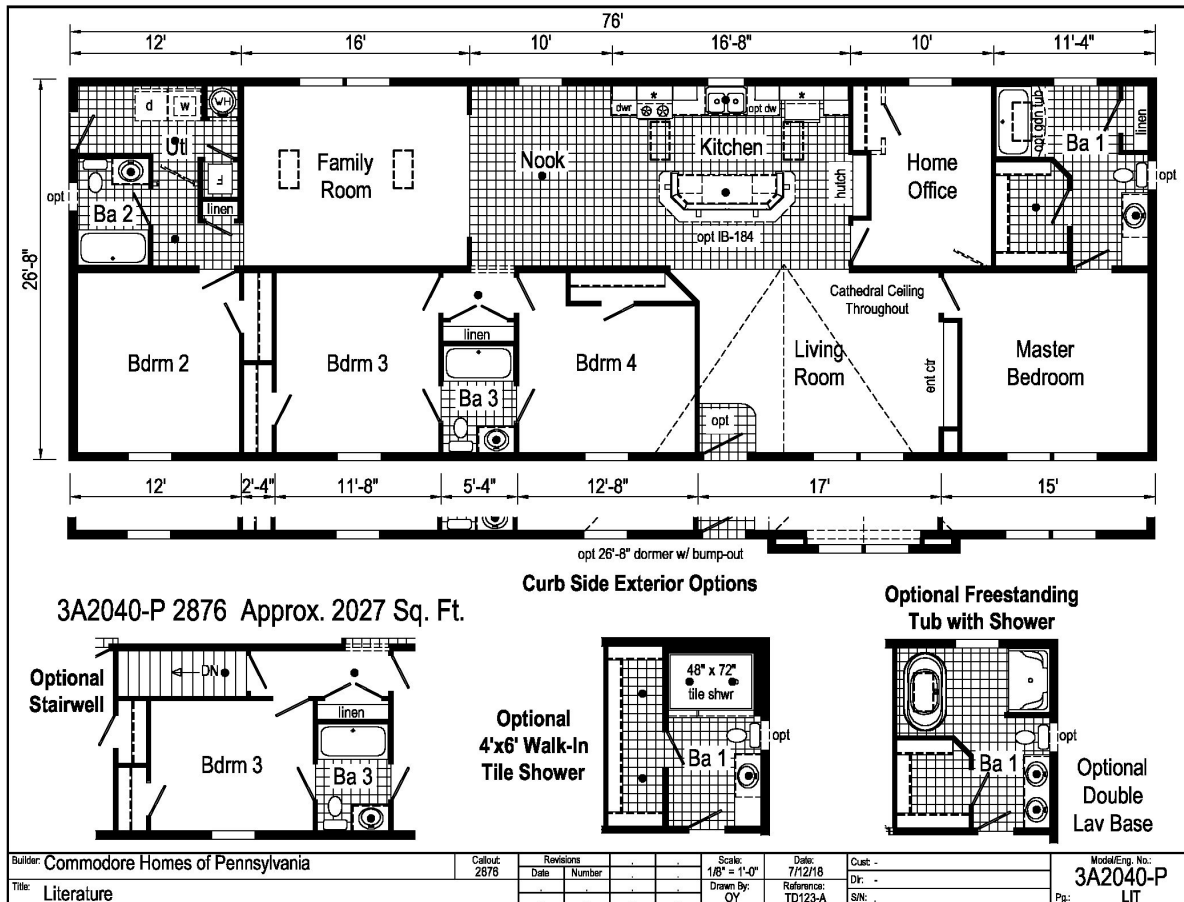 76'
12' 16' 10' 16'-8" 10' 11'-4"
26'-8"
d w WH
Utl
F
linen
opt
Ba 2
Family
Room
Nook
dwr * opt dw *
Kitchen
hutch
opt IB-184
Home
Office
opt gdn tub
Ba 1
linen
opt
Bdrm 2
Bdrm 3
linen
Ba 3
Bdrm 4
Cathedral Ceiling
Throughout
Living
Room
opt
ent ctr
Master
Bedroom
12' 2'-4" 11'-8" 5'-4" 12'-8" 17' 15'
opt 26'-8" dormer w/ bump-out
Curb Side Exterior Options
3A2040-P 2876 Approx. 2027 Sq. Ft.
Optional
Stairwell
DN
linen
Bdrm 3
Ba 3
Optional
4'x6' Walk-In
Tile Shower
48" x 72"
tile shwr
opt
Ba 1
Optional Freestanding
Tub with Shower
opt
Ba 1
Optional
Double
Lav Base
Builder: Commodore Homes of Pennsylvania
Title: Literature
Callout:
2876
Revisions
Date Number
Scale:
1/8" = 1'-0"
Drawn By:
OY
Date:
7/12/18
Reference:
TD123-A
Cust: -
Dir: -
S/N: .
Model/Eng. No.:
3A2040-P
Pg.: LIT